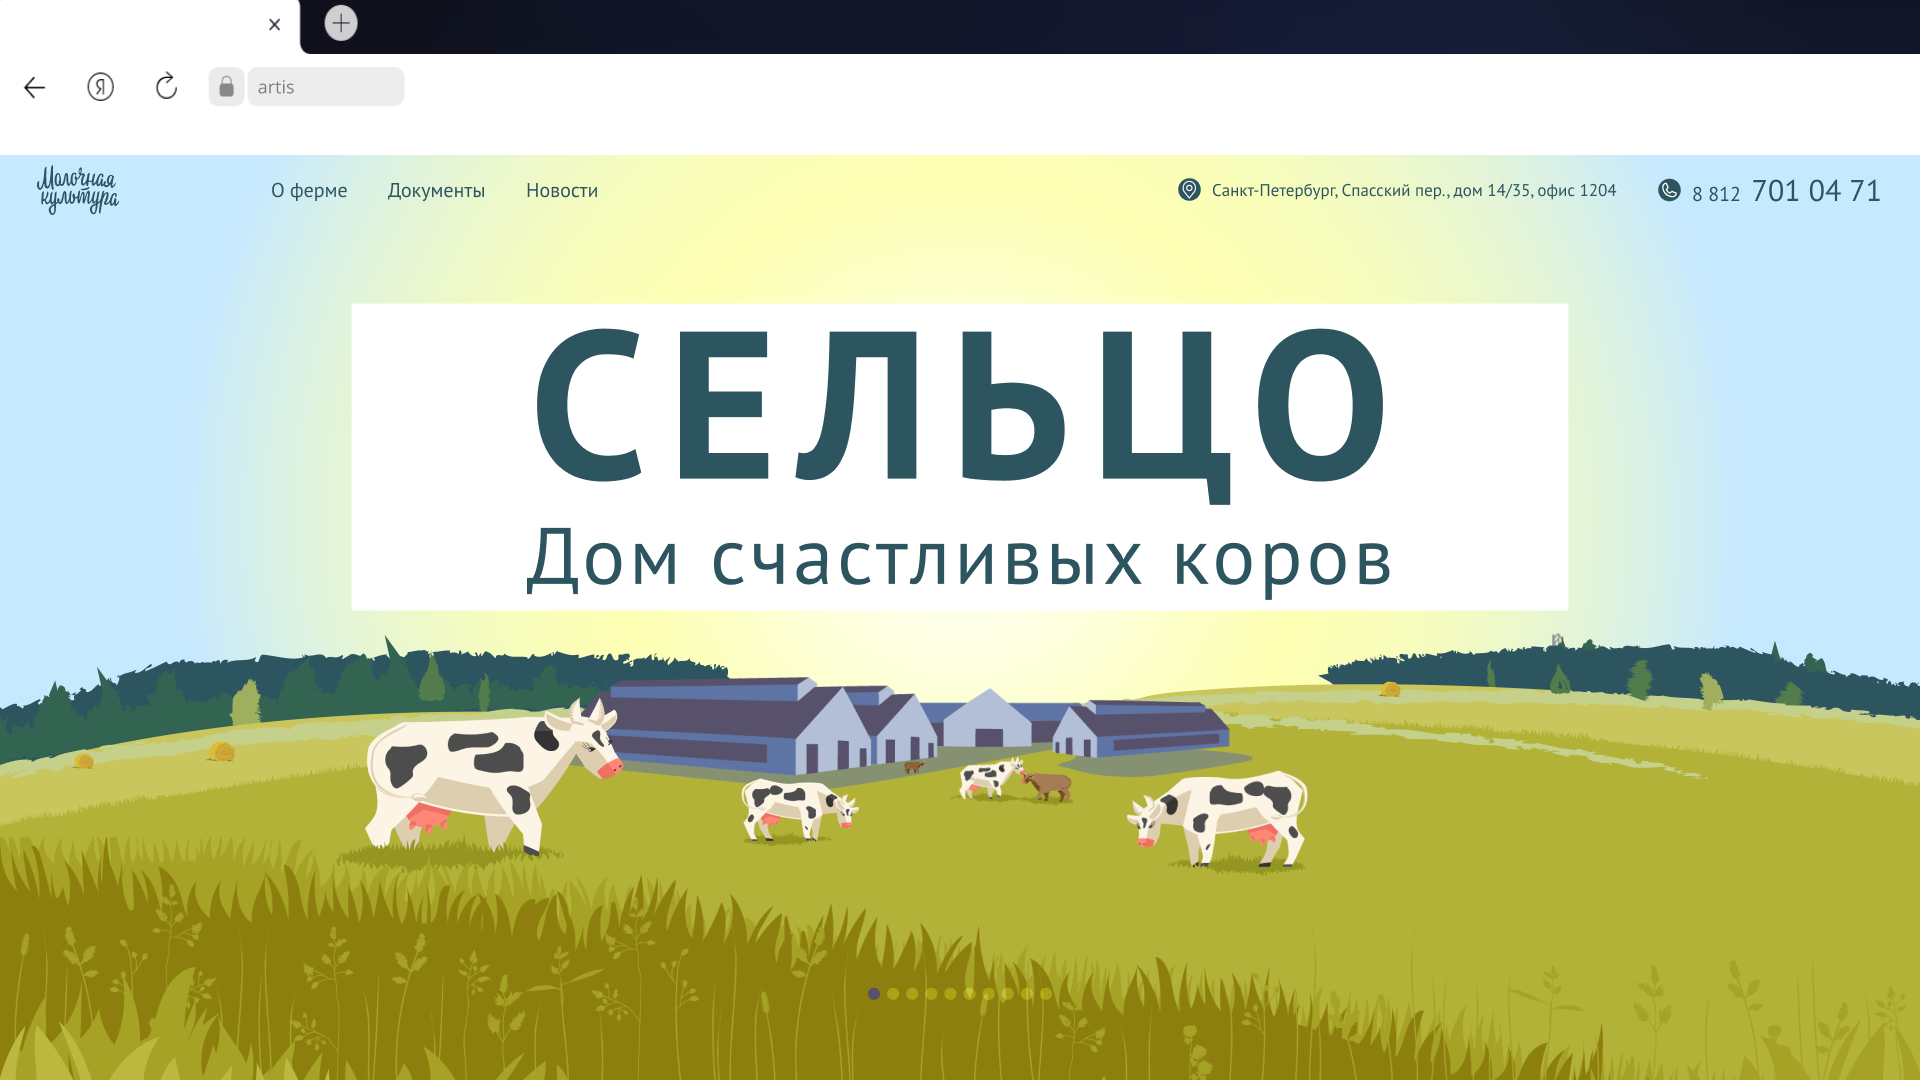 artis
Молочная
культура
О ферме Документы Новости
Санкт-Петербург, Спасский пер., дом 14/35, офис 1204
8 812 701 04 71
СЕЛЬЦО
Дом счастливых коров